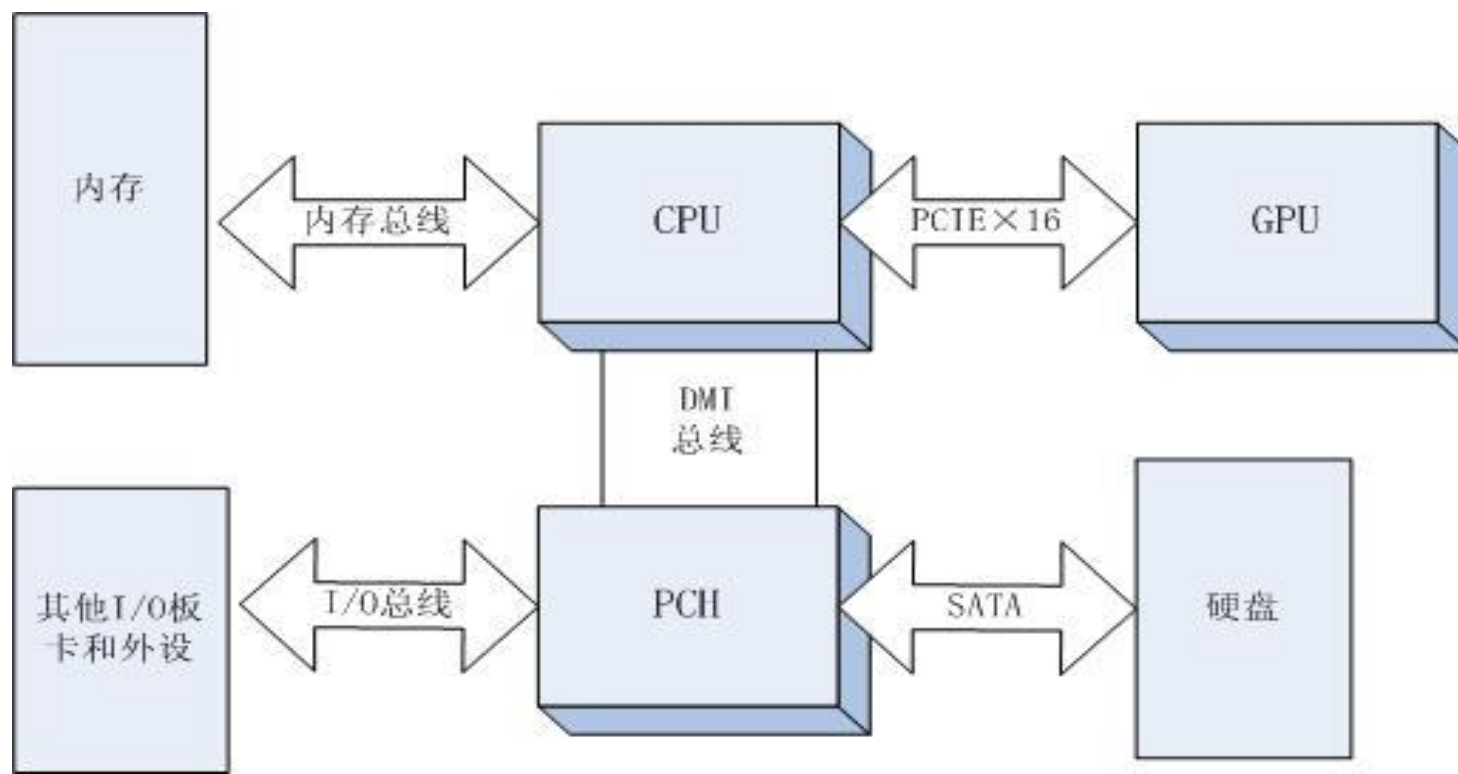 内存
内存总线
CPU
PCIE×16
GPU
DMI
总线
其他I/O板
卡和外设
I/O总线
PCH
SATA
硬盘